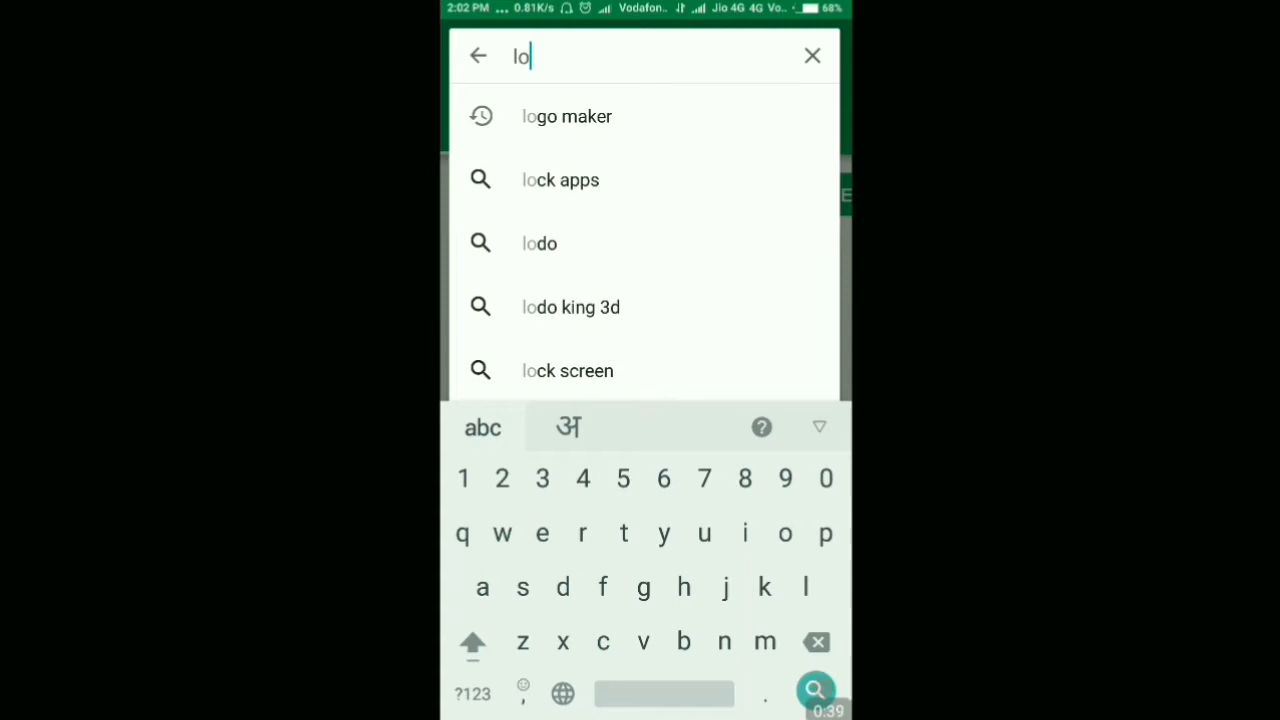 2:02 PM ... 0.81K/s Vodafon.. Jio 4G 4G Vo... 68%
lo
logo maker
lock apps
lodo
lodo king 3d
lock screen
E
abc अ ?
1 2 3 4 5 6 7 8 9 0
q w e r t y u i o p
a s d f g h j k l
z x c v b n m
?123 , .
0:39